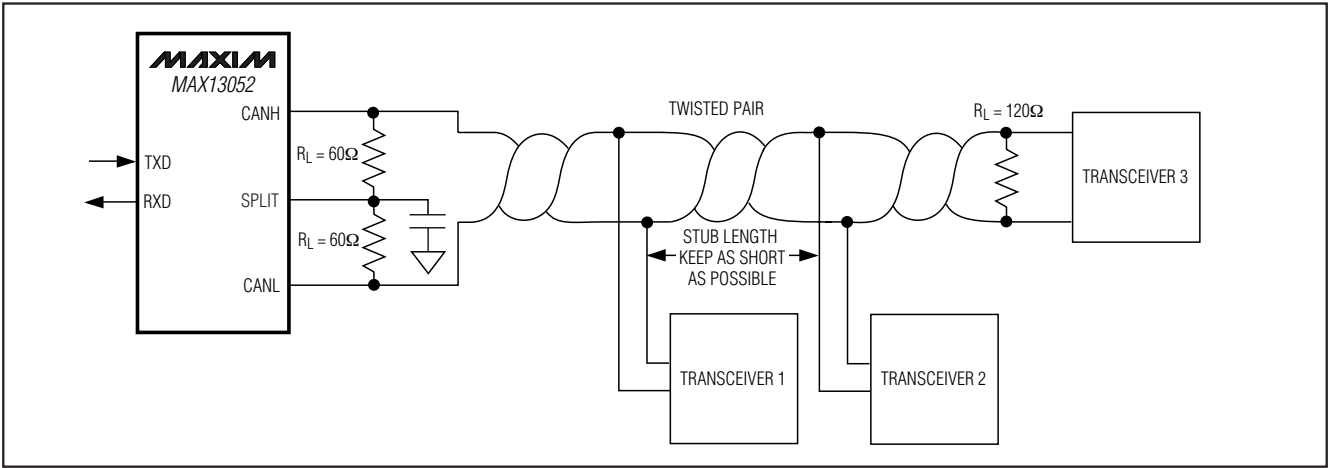 MAXIM
MAX13052
CANH
TWISTED PAIR
RL = 120Ω
RL = 60Ω
TXD
TRANSCEIVER 3
RXD
SPLIT
RL = 60Ω
STUB LENGTH
KEEP AS SHORT
AS POSSIBLE
CANL
TRANSCEIVER 1
TRANSCEIVER 2